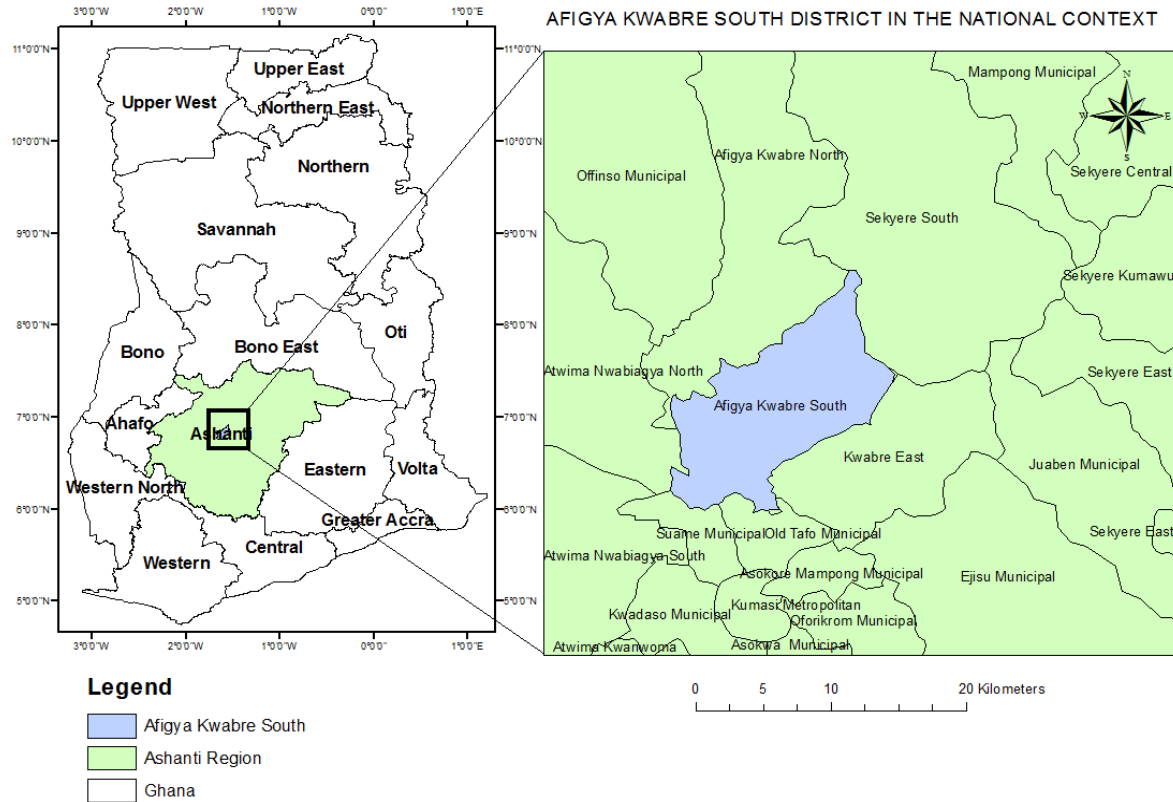 AFIGYA KWABRE SOUTH DISTRICT IN THE NATIONAL CONTEXT
3°0'0"W 2°0'0"W 1°0'0"W 0°0'0" 1°0'0"E
11°0'0"N 11°0'0"N
10°0'0"N 10°0'0"N
9°0'0"N 9°0'0"N
8°0'0"N 8°0'0"N
7°0'0"N 7°0'0"N
6°0'0"N 6°0'0"N
5°0'0"N 5°0'0"N
3°0'0"W 2°0'0"W 1°0'0"W 0°0'0" 1°0'0"E
Upper East
Upper West
Northern East
Northern
Savannah
Oti
Bono
Bono East
Ahafo
Ashanti
Eastern
Volta
Western North
Greater Accra
Central
Western
Mampong Municipal
N
W E
S
Afigya Kwabre North
Offinso Municipal
Sekyere Central
Sekyere South
Sekyere Kumawu
Atwima Nwabiagya North
Sekyere East
Afigya Kwabre South
Kwabre East
Juaben Municipal
Suame Municipal
Old Tafo Municipal
Sekyere East
Atwima Nwabiagya South
Asokore Mampong Municipal
Ejisu Municipal
Kwadaso Municipal
Kumasi Metropolitan
Oforikrom Municipal
Atwima Kwanwoma
Asokwa Municipal
0 5 10 20 Kilometers
Legend
Afigya Kwabre South
Ashanti Region
Ghana